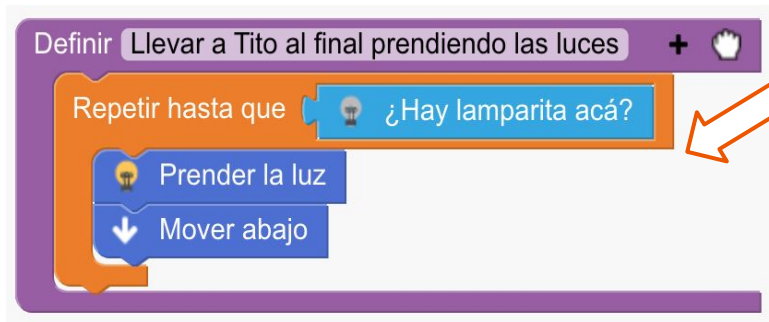 Definir Llevar a Tito al final prendiendo las luces +
Repetir hasta que ¿Hay lamparita acá?
Prender la luz
Mover abajo